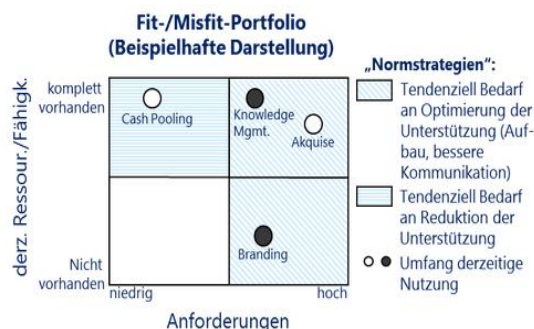 Fit-/Misfit-Portfolio
(Beispielhafte Darstellung)
derz. Ressour./Fähigk.
komplett
vorhanden
Nicht
vorhanden
Cash Pooling
Knowledge
Mgmt.
Akquise
Branding
niedrig
hoch
Anforderungen
„Normstrategien“:
Tendenziell Bedarf
an Optimierung der
Unterstützung (Auf-
bau, bessere
Kommunikation)
Tendenziell Bedarf
an Reduktion der
Unterstützung
Umfang derzeitige
Nutzung